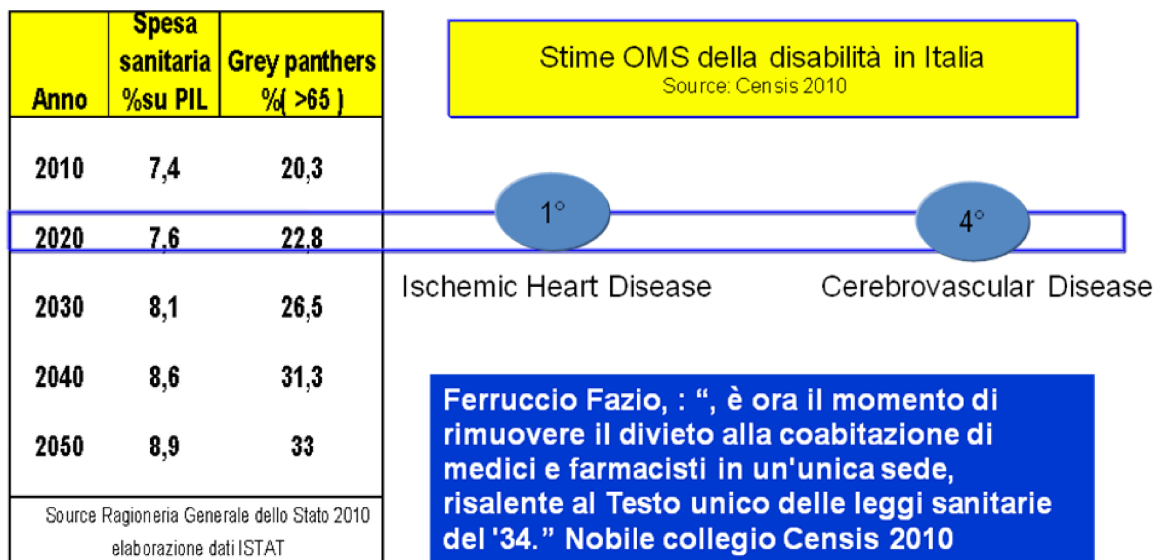 Spesa
sanitaria Grey panthers
Anno %su PIL %( >65 )
2010 7,4 20,3
2020 7,6 22,8
2030 8,1 26,5
2040 8,6 31,3
2050 8,9 33
Source Ragioneria Generale dello Stato 2010
elaborazione dati ISTAT
Stime OMS della disabilità in Italia
Source: Censis 2010
1° 4°
Ischemic Heart Disease Cerebrovascular Disease
Ferruccio Fazio, : “, è ora il momento di
rimuovere il divieto alla coabitazione di
medici e farmacisti in un'unica sede,
risalente al Testo unico delle leggi sanitarie
del '34.” Nobile collegio Censis 2010